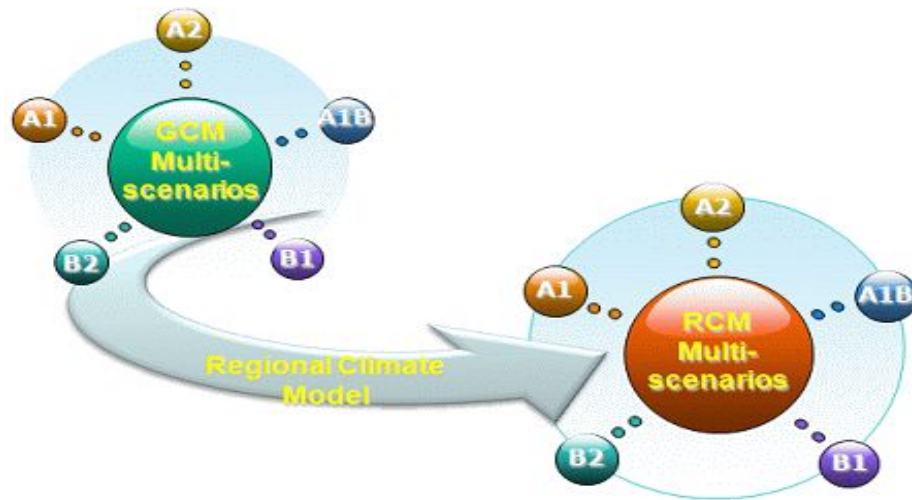 A2
A1
A1B
GCM
Multi-
scenarios
B2
B1
Regional Climate
Model
A2
A1
A1B
RCM
Multi-
scenarios
B2
B1